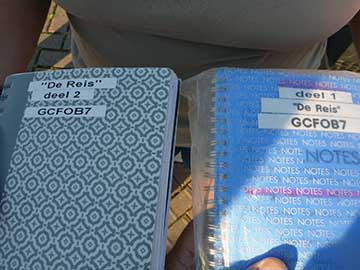 "De Reis"
deel 2
GCFOB7
deel 1
"De Reis"
GCFOB7
NOTES